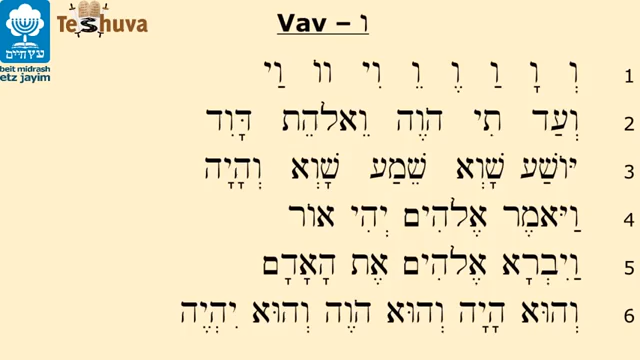 עץ חיים
beit midrash
etz jayim
Teshuva
Vav – ו
וְ וָ וַ וֶ וֵ וִי ווֹ וַי 1
וְעַד תִי הֹוֶה וֵאלהֵת דָּוִד 2
יוֹשַׁע שָׁוְא שֵׁמַע שָׁוְא וְהָיָה 3
וַיֹּאמֶר אֱלֹהִים יְהִי אוֹר 4
וַיִּבְרָא אֱלֹהִים אֶת הָאָדָם 5
וְהוּא הָיָה וְהוּא הֹוֶה וְהוּא יִהְיֶה 6